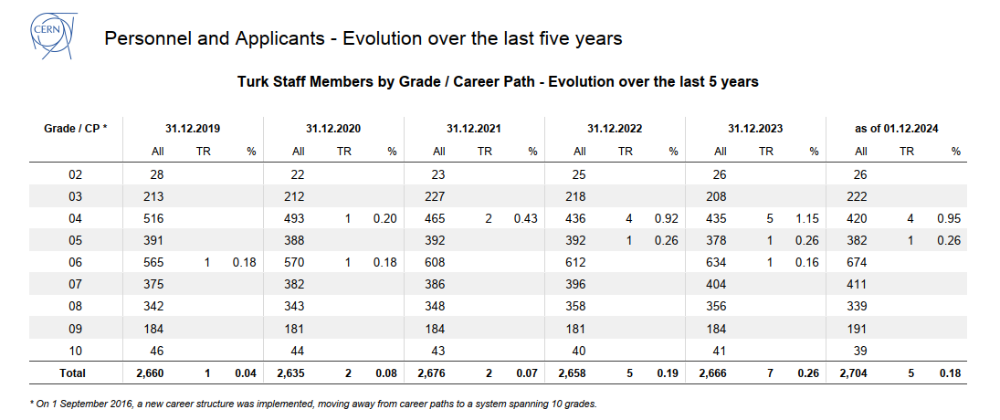 CERN
Personnel and Applicants - Evolution over the last five years
Turk Staff Members by Grade / Career Path - Evolution over the last 5 years
Grade / CP * 31.12.2019 31.12.2020 31.12.2021 31.12.2022 31.12.2023 as of 01.12.2024
All TR % All TR % All TR % All TR % All TR % All TR %
02 28 22 23 25 26 26
03 213 212 227 218 208 222
04 516 493 1 0.20 465 2 0.43 436 4 0.92 435 5 1.15 420 4 0.95
05 391 388 392 392 1 0.26 378 1 0.26 382 1 0.26
06 565 1 0.18 570 1 0.18 608 612 634 1 0.16 674
07 375 382 386 396 404 411
08 342 343 348 358 356 339
09 184 181 184 181 184 191
10 46 44 43 40 41 39
Total 2,660 1 0.04 2,635 2 0.08 2,676 2 0.07 2,658 5 0.19 2,666 7 0.26 2,704 5 0.18
* On 1 September 2016, a new career structure was implemented, moving away from career paths to a system spanning 10 grades.